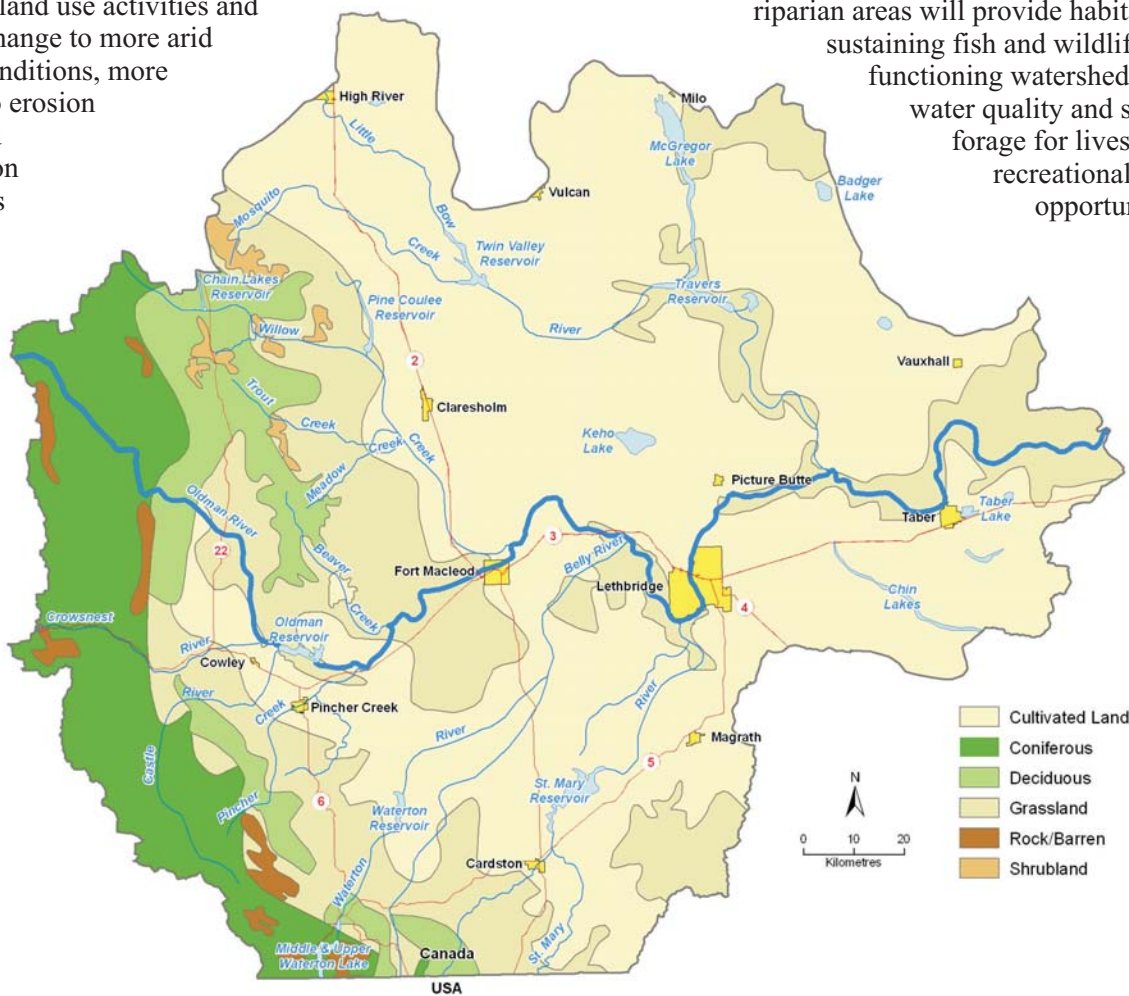 land use activities and
hange to more arid
nditions, more
erosion
on
s
riparian areas will provide habit
sustaining fish and wildlif
functioning watershed
water quality and s
forage for lives
recreational
opportun
High River
Little
Bow
Milo
McGregor
Lake
Badger
Lake
Vulcan
Mosquito
Creek
Twin Valley
Reservoir
Chain Lakes
Reservoir
Pine Coulee
Reservoir
Travers
Reservoir
Willow
River
2
Vauxhall
Trout
Creek
Claresholm
Creek
Creek
Keho
Lake
Meadow
Picture Butte
Oldman River
Taber
Taber
Lake
22
3
Beaver
Creek
Fort Macleod
Belly River
Lethbridge
4
Chin
Lakes
Crowsnest
River
Oldman
Reservoir
Cowley
River
Creek
Pincher Creek
River
River
Magrath
Castle
5
St. Mary
Reservoir
6
Pincher
Waterton
Reservoir
Cardston
Waterton
St. Mary
Middle & Upper
Waterton Lake
Canada
USA
Cultivated Land
Coniferous
Deciduous
Grassland
Rock/Barren
Shrubland
N
0 10 20
Kilometres